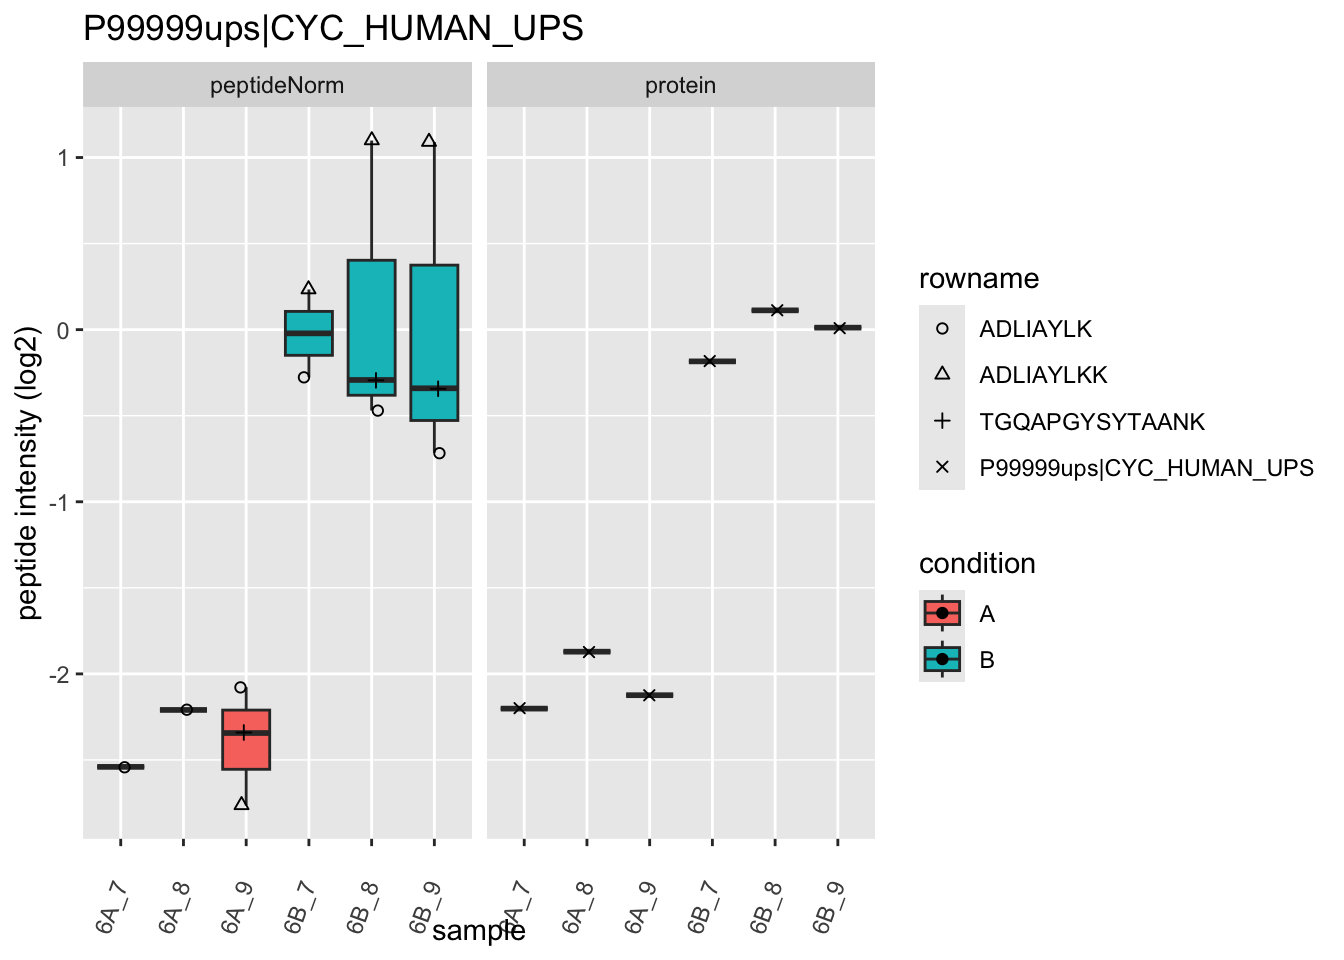 P99999ups|CYC_HUMAN_UPS
peptideNorm
protein
peptide intensity (log2)
1
0
-1
-2
6A_7
6A_8
6A_9
6B_7
6B_8
6B_9
6A_7
6A_8
6A_9
6B_7
6B_8
6B_9
sample
rowname
ADLIAYLK
ADLIAYLKK
TGQAPGYSYTAANK
P99999ups|CYC_HUMAN_UPS
condition
A
B